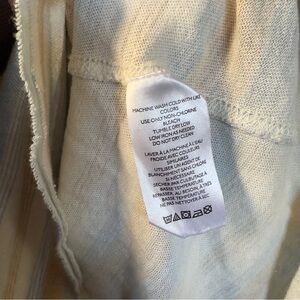 MACHINE WASH COLD WITH LIKE
COLORS
USE ONLY NON-CHLORINE
BLEACH
TUMBLE DRY LOW
LOW IRON AS NEEDED
DO NOT DRY CLEAN
LAVER À LA MACHINE À L'EAU
FROIDE AVEC COULEURS
SIMILAIRES
UTILISER UN AGENT DE
BLANCHIMENT SANS CHLORE
SI NÉCESSAIRE
SÉCHER PAR CULBUTAGE À
BASSE TEMPÉRATURE
REPASSER, AU BESOIN, À TRÈS
BASSE TEMPÉRATURE
NE PAS NETTOYER À SEC.